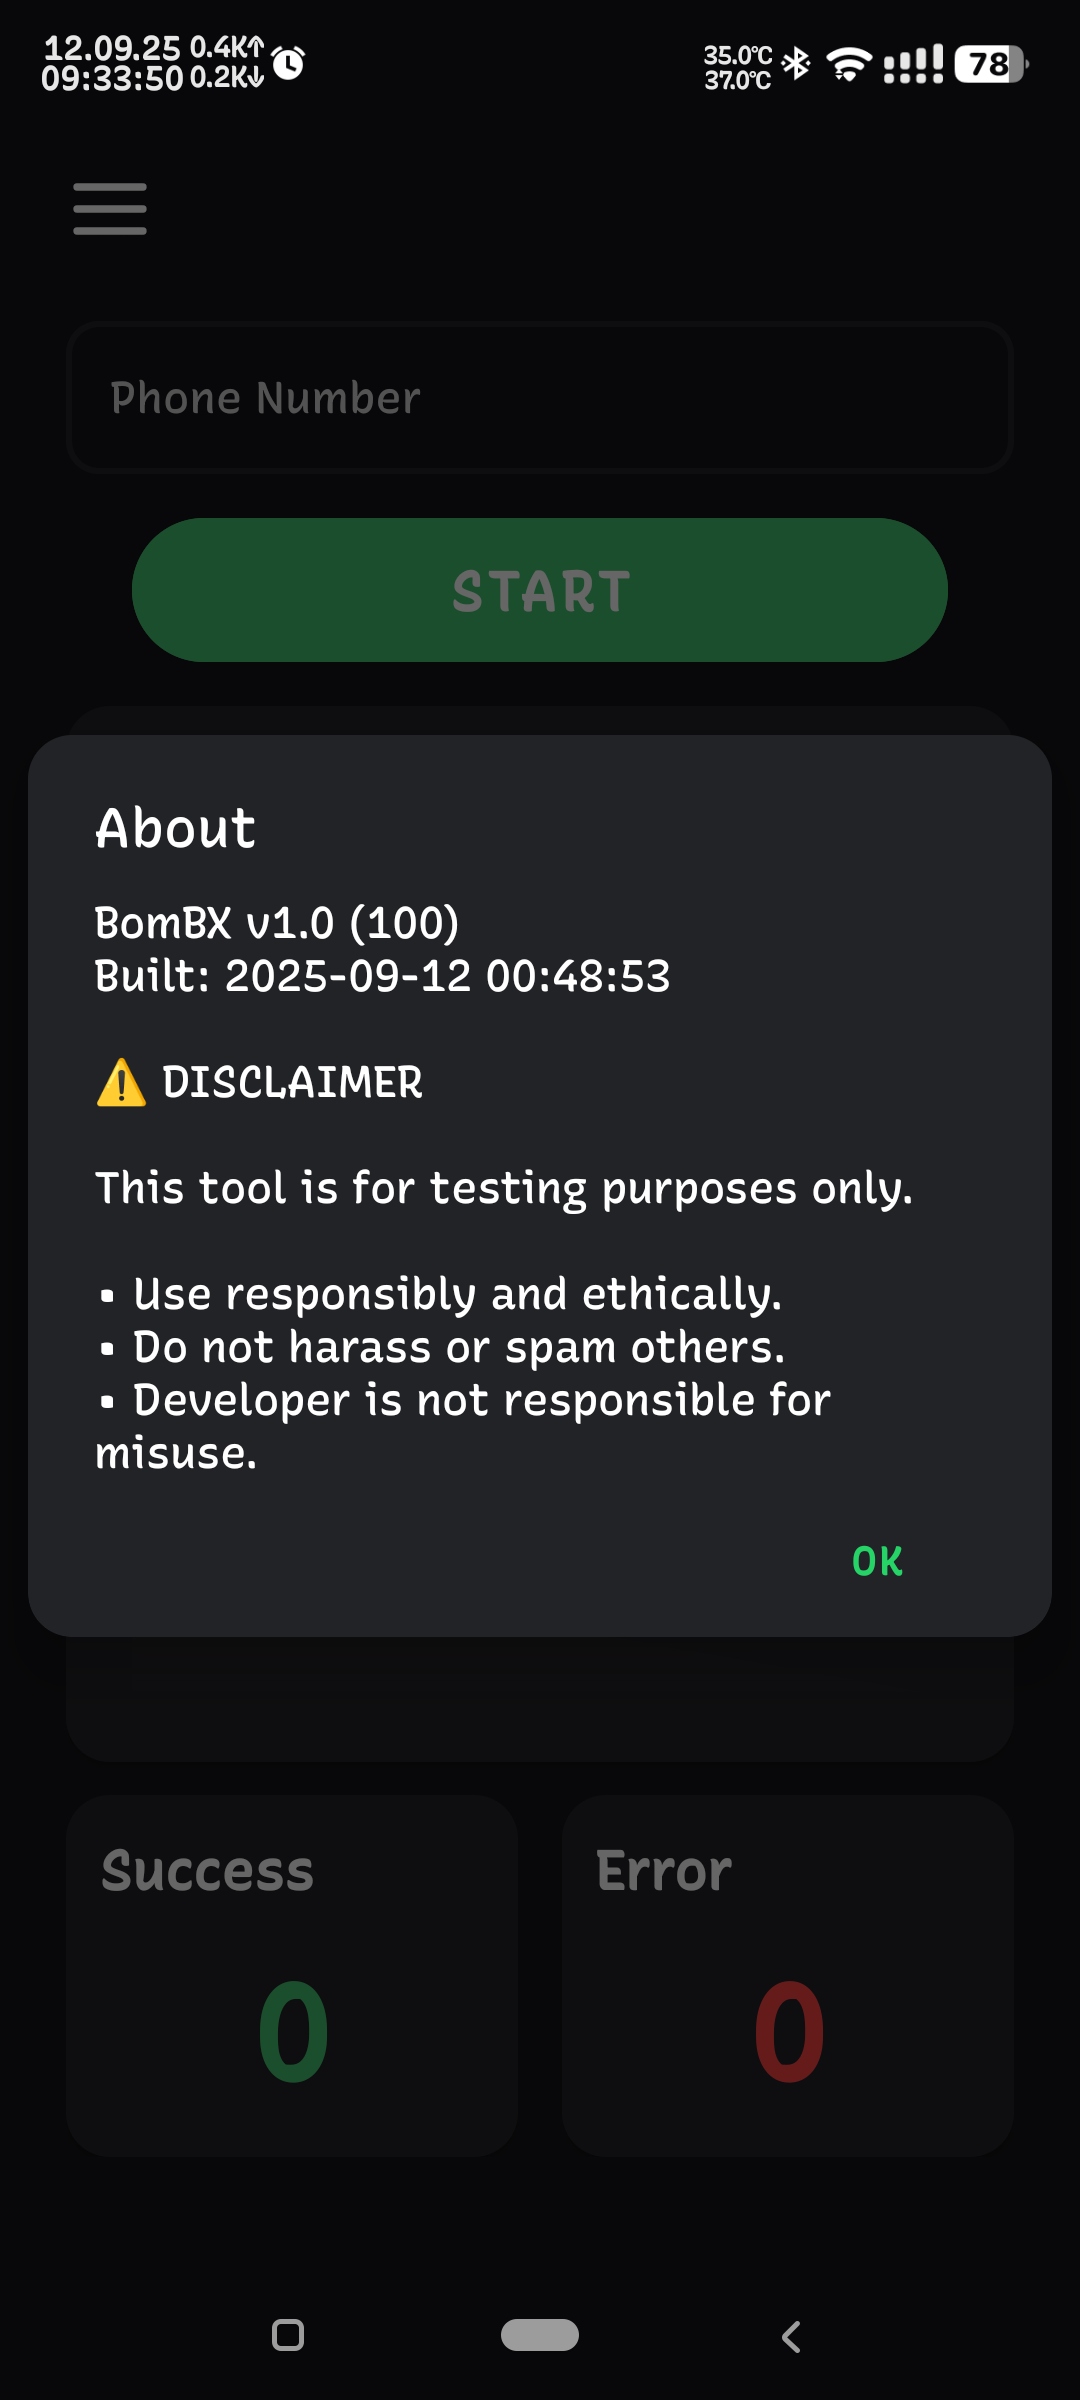 12.09.25 0.4K↑
09:33:50 0.2K↓
35.0°C
37.0°C
78
Phone Number
START
About
BomBX v1.0 (100)
Built: 2025-09-12 00:48:53
⚠️ DISCLAIMER
This tool is for testing purposes only.
▪ Use responsibly and ethically.
▪ Do not harass or spam others.
▪ Developer is not responsible for
misuse.
OK
Success
Error
0
0